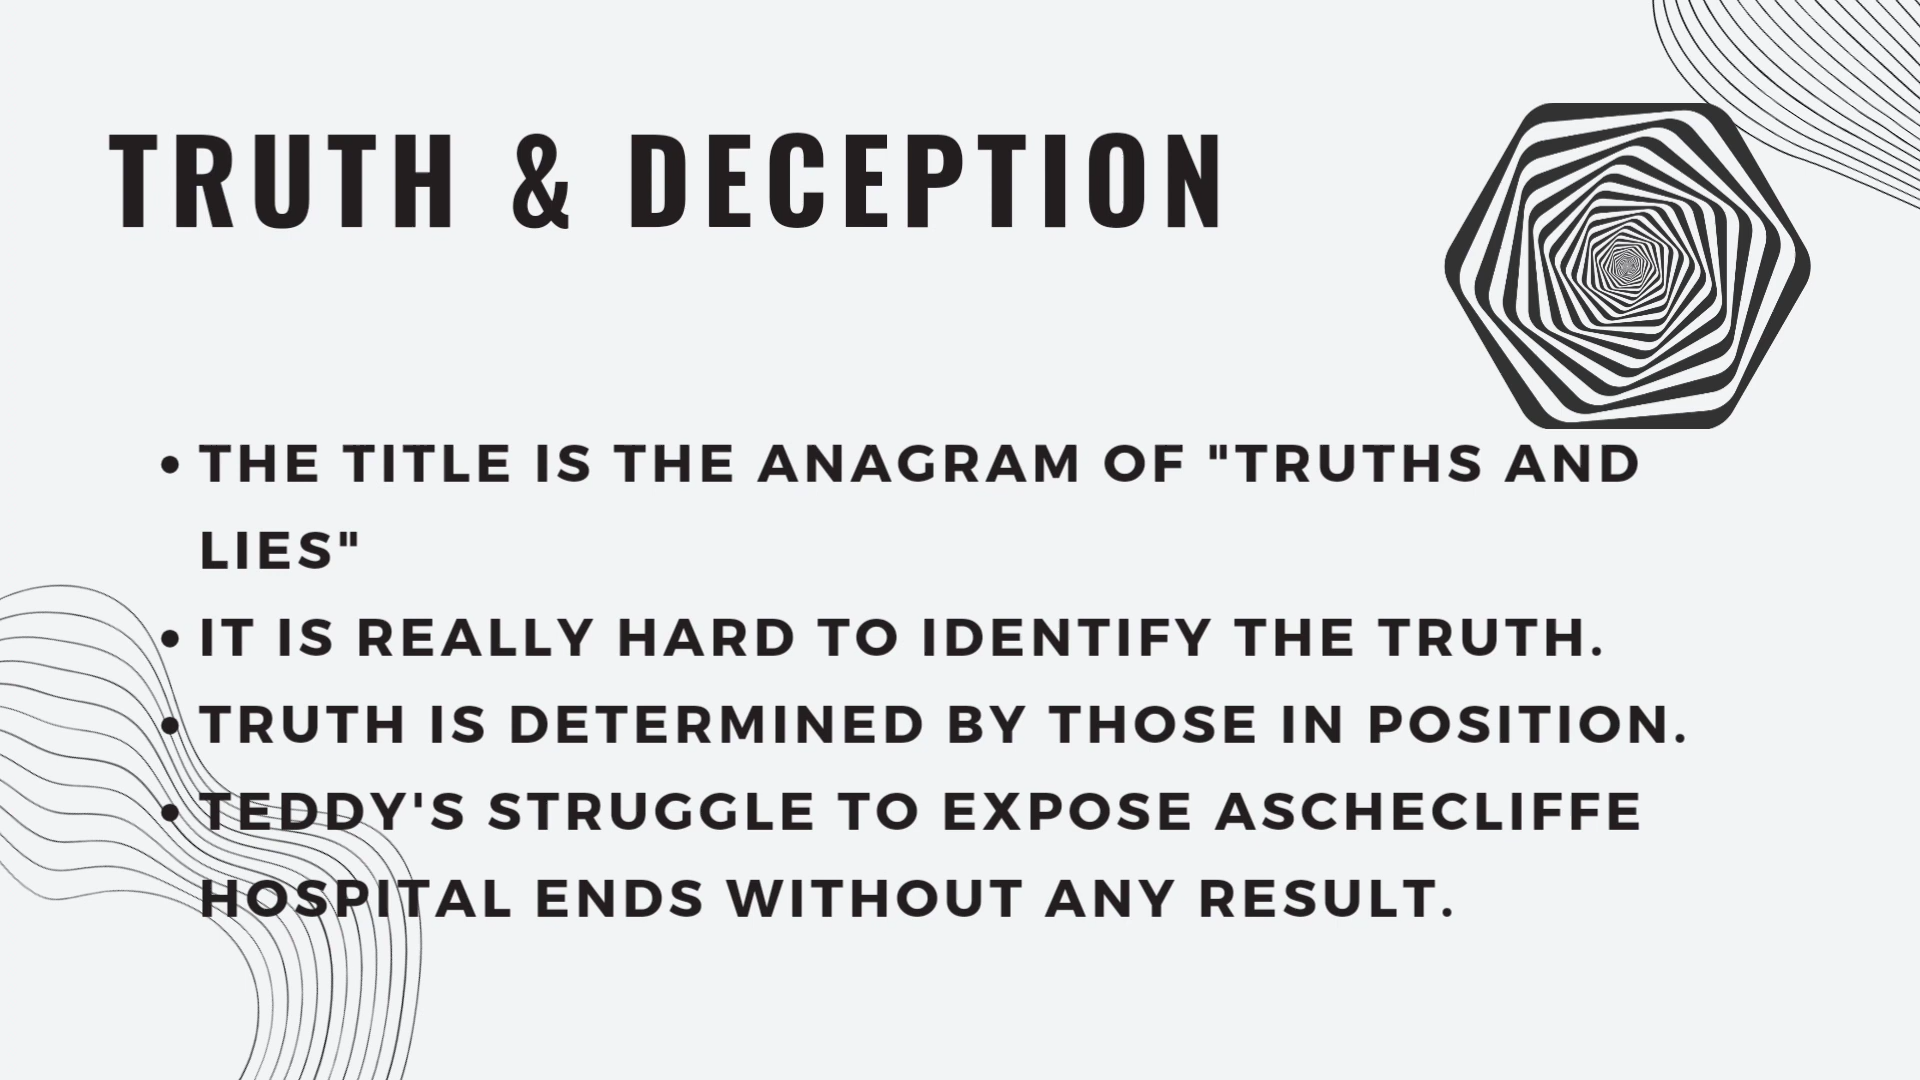 TRUTH & DECEPTION
• THE TITLE IS THE ANAGRAM OF "TRUTHS AND
LIES"
• IT IS REALLY HARD TO IDENTIFY THE TRUTH.
• TRUTH IS DETERMINED BY THOSE IN POSITION.
• TEDDY'S STRUGGLE TO EXPOSE ASCHECLIFFE
HOSPITAL ENDS WITHOUT ANY RESULT.